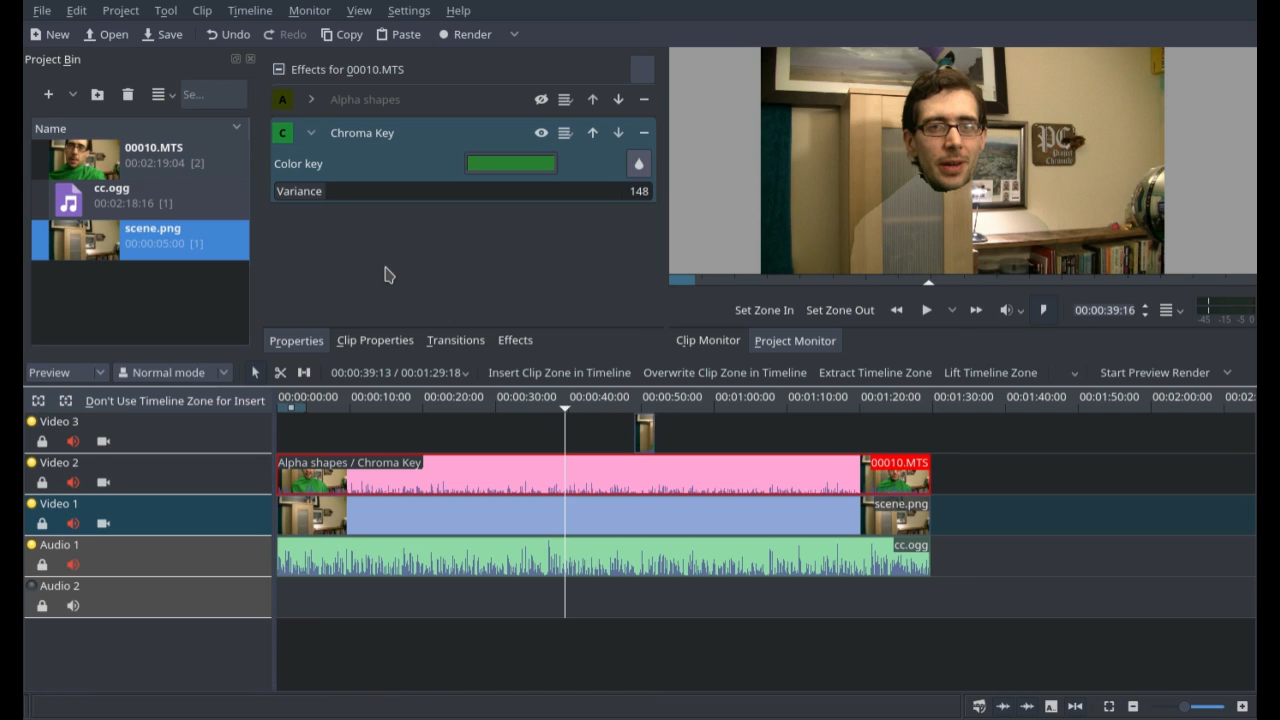 File Edit Project Tool Clip Timeline Monitor View Settings Help
New Open Save Undo Redo Copy Paste Render
Project Bin
Effects for 00010.MTS
Se...
A Alpha shapes
Name
C Chroma Key
00010.MTS
00:02:19:04 [2]
Color key
cc.ogg
00:02:18:16 [1]
Variance 148
scene.png
00:00:05:00 [1]
PC
Project
Chronicle
Set Zone In Set Zone Out 00:00:39:16
-45 -15 -5 0
Properties Clip Properties Transitions Effects Clip Monitor Project Monitor
Preview Normal mode 00:00:39:13 / 00:01:29:18 Insert Clip Zone in Timeline Overwrite Clip Zone in Timeline Extract Timeline Zone Lift Timeline Zone Start Preview Render
Don't Use Timeline Zone for Insert 00:00:00:00 00:00:10:00 00:00:20:00 00:00:30:00 00:00:40:00 00:00:50:00 00:01:00:00 00:01:10:00 00:01:20:00 00:01:30:00 00:01:40:00 00:01:50:00 00:02:00:00 00:02:
Video 3
Video 2 Alpha shapes / Chroma Key 00010.MTS
Video 1 scene.png
Audio 1 cc.ogg
Audio 2